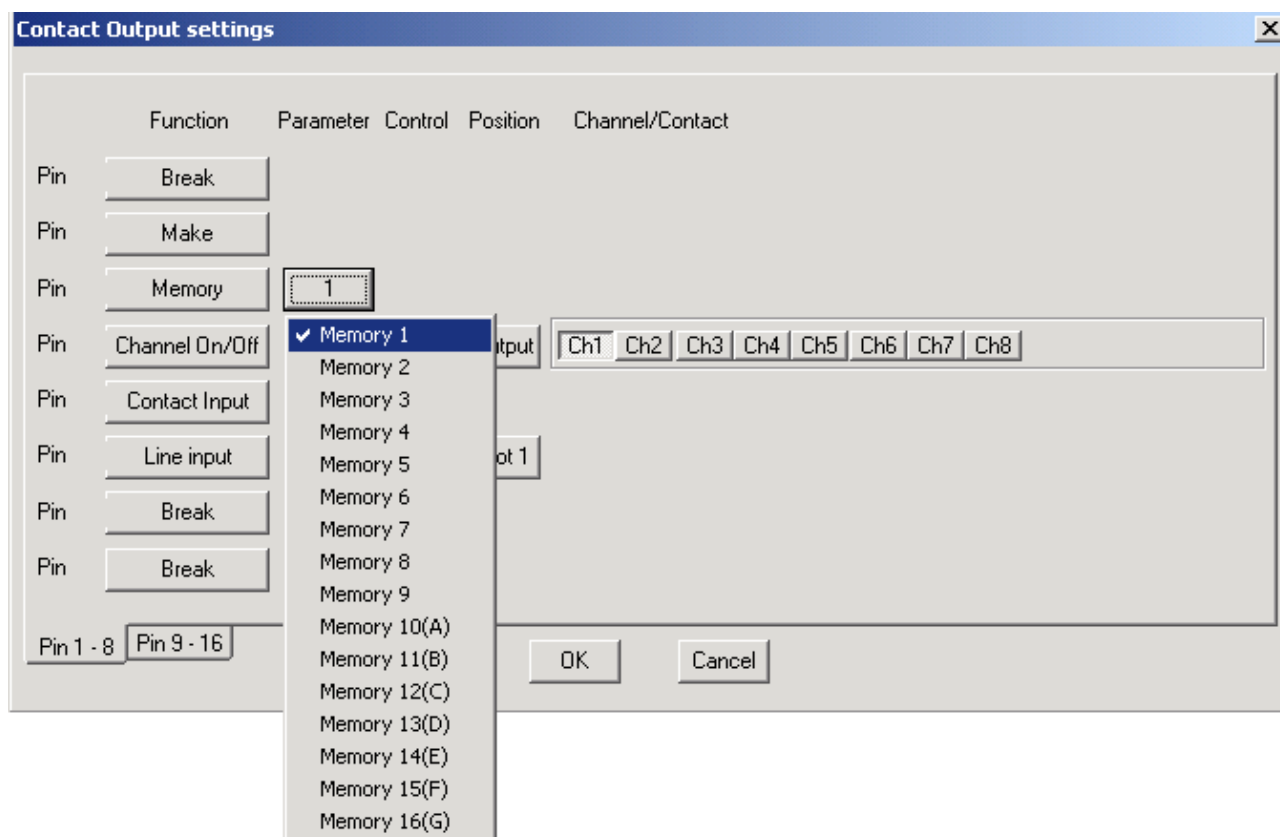 Contact Output settings
Function Parameter Control Position Channel/Contact
Pin Break
Pin Make
Pin Memory 1
Pin Channel On/Off Memory 1 tput Ch1 Ch2 Ch3 Ch4 Ch5 Ch6 Ch7 Ch8
Memory 2
Pin Contact Input Memory 3
Memory 4
Pin Line input Memory 5 ot 1
Memory 6
Pin Break Memory 7
Pin Break Memory 8
Memory 9
Memory 10(A)
Pin 1 - 8 Pin 9 - 16 Memory 11(B) OK Cancel
Memory 12(C)
Memory 13(D)
Memory 14(E)
Memory 15(F)
Memory 16(G)